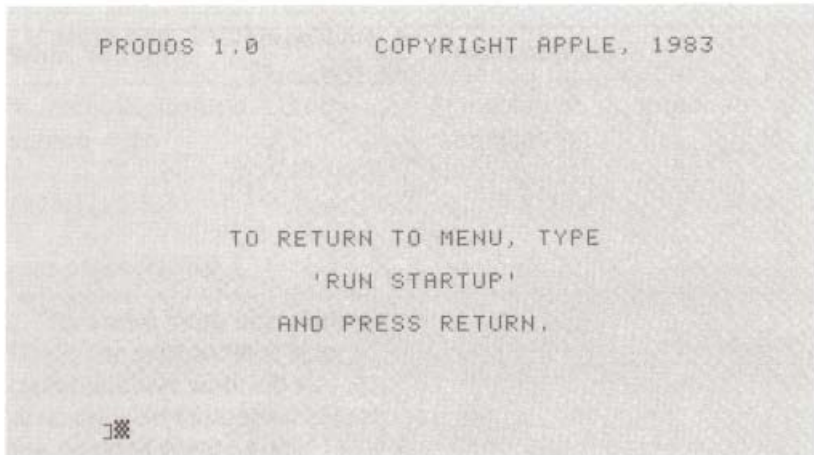 PRODOS 1.0 COPYRIGHT APPLE, 1983
TO RETURN TO MENU, TYPE
'RUN STARTUP'
AND PRESS RETURN.
]